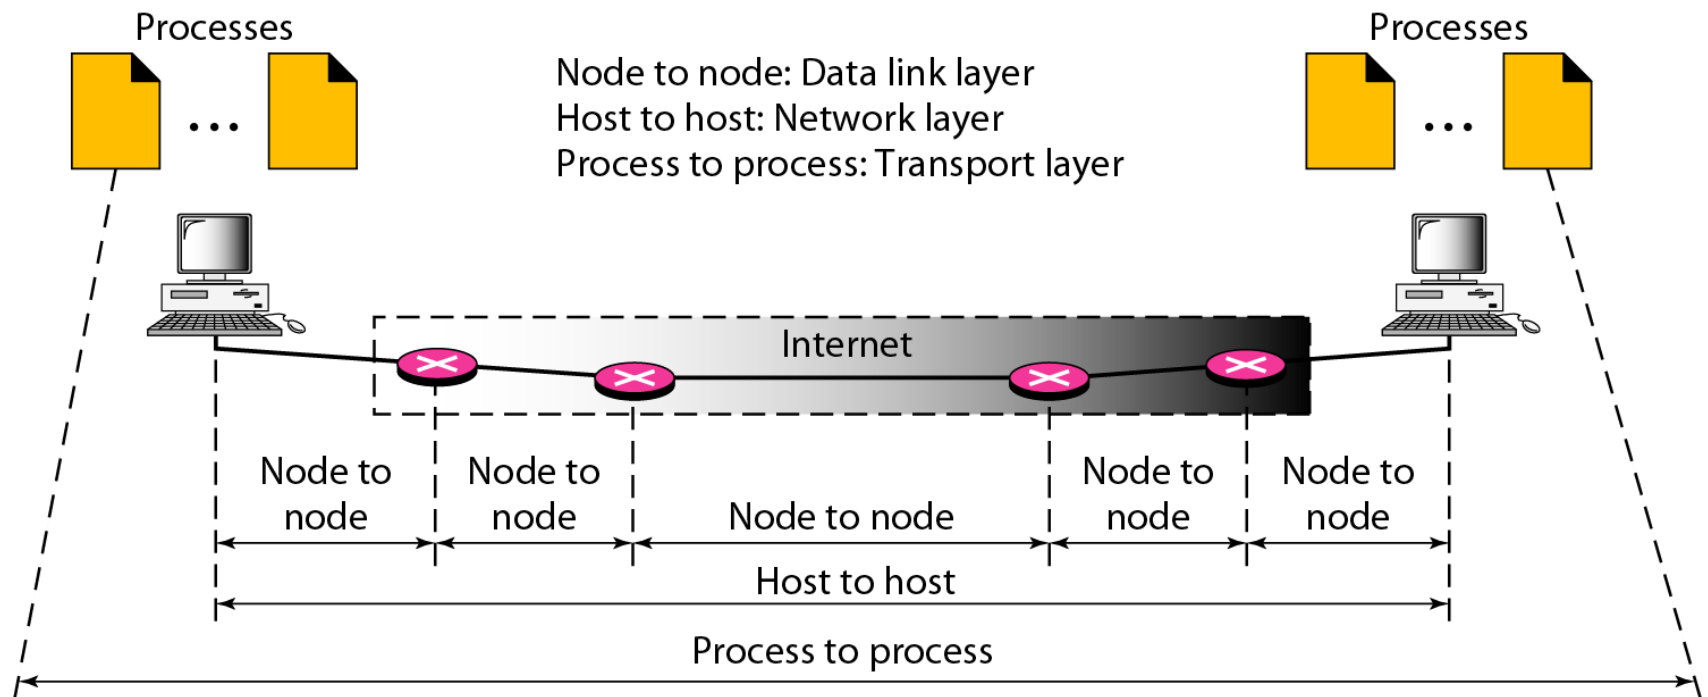 Processes
Processes
Node to node: Data link layer
Host to host: Network layer
Process to process: Transport layer
Internet
Node to
node
Node to
node
Node to node
Node to
node
Node to
node
Host to host
Process to process